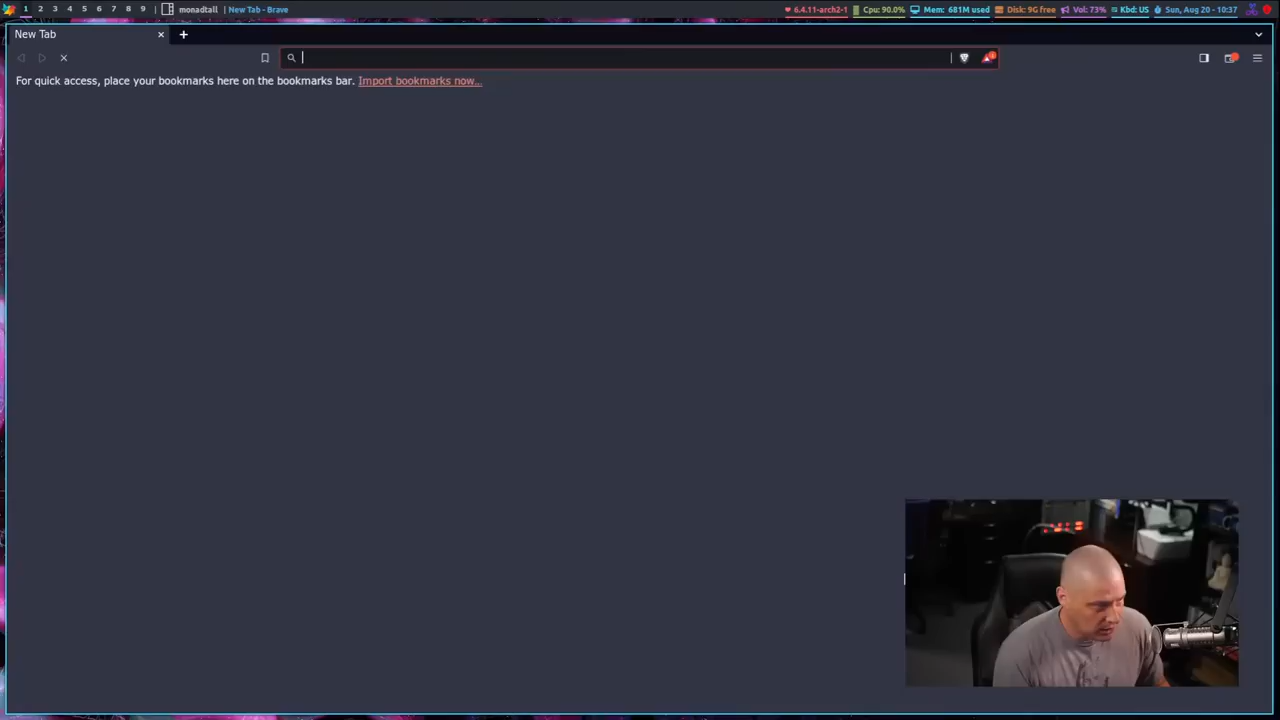 1 2 3 4 5 6 7 8 9 | monadtall | New Tab - Brave
6.4.11-arch2-1 Cpu: 90.0% Mem: 681M used Disk: 9G free Vol: 73% Kbd: US Sun, Aug 20 - 10:37
New Tab
For quick access, place your bookmarks here on the bookmarks bar. Import bookmarks now...